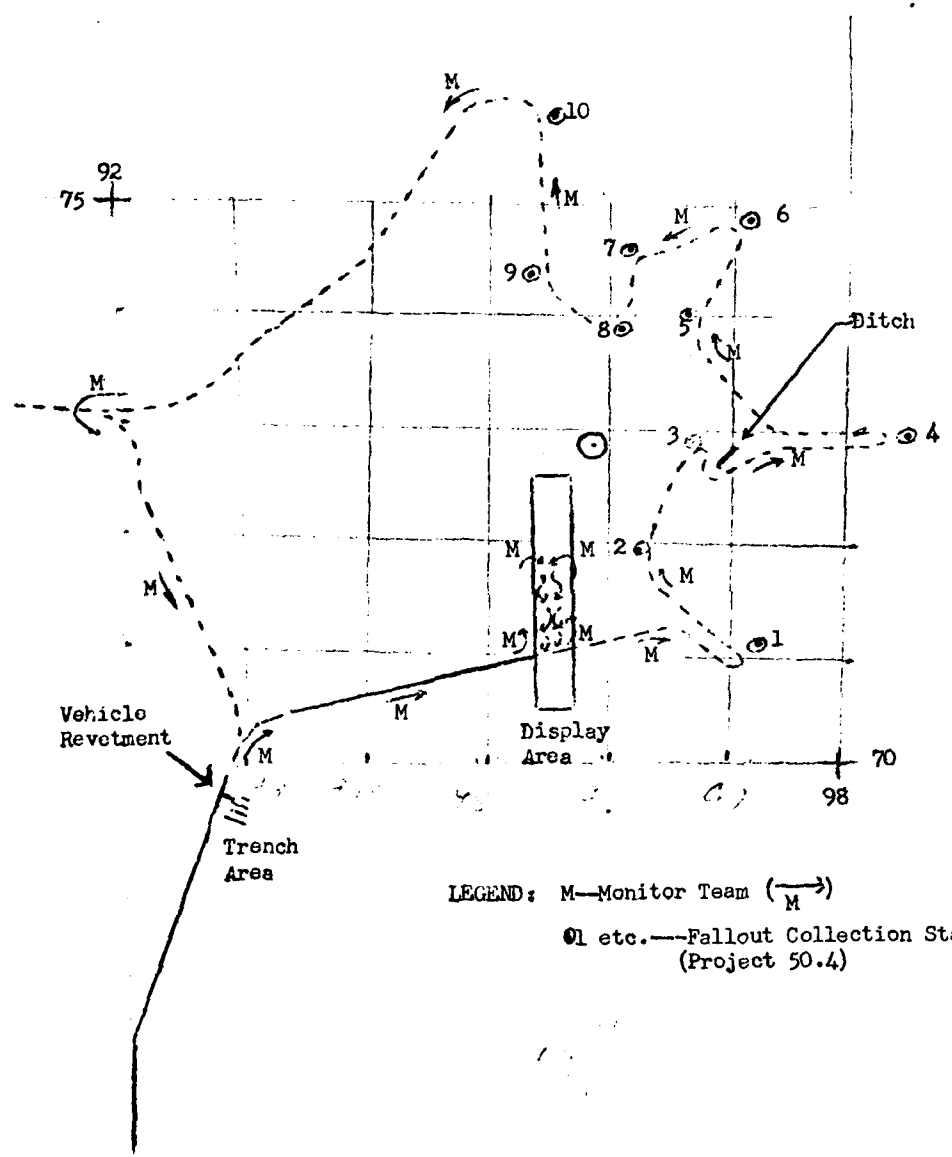 M
10
92
75
M
M
6
7
9
8
5
Ditch
M
M
3
4
M
M
M
2
M
M
M
M
1
M
M
Vehicle
Revetment
M
Display
Area
70
98
Trench
Area
LEGEND: M—Monitor Team (M)
1 etc.—Fallout Collection Sta
(Project 50.4)